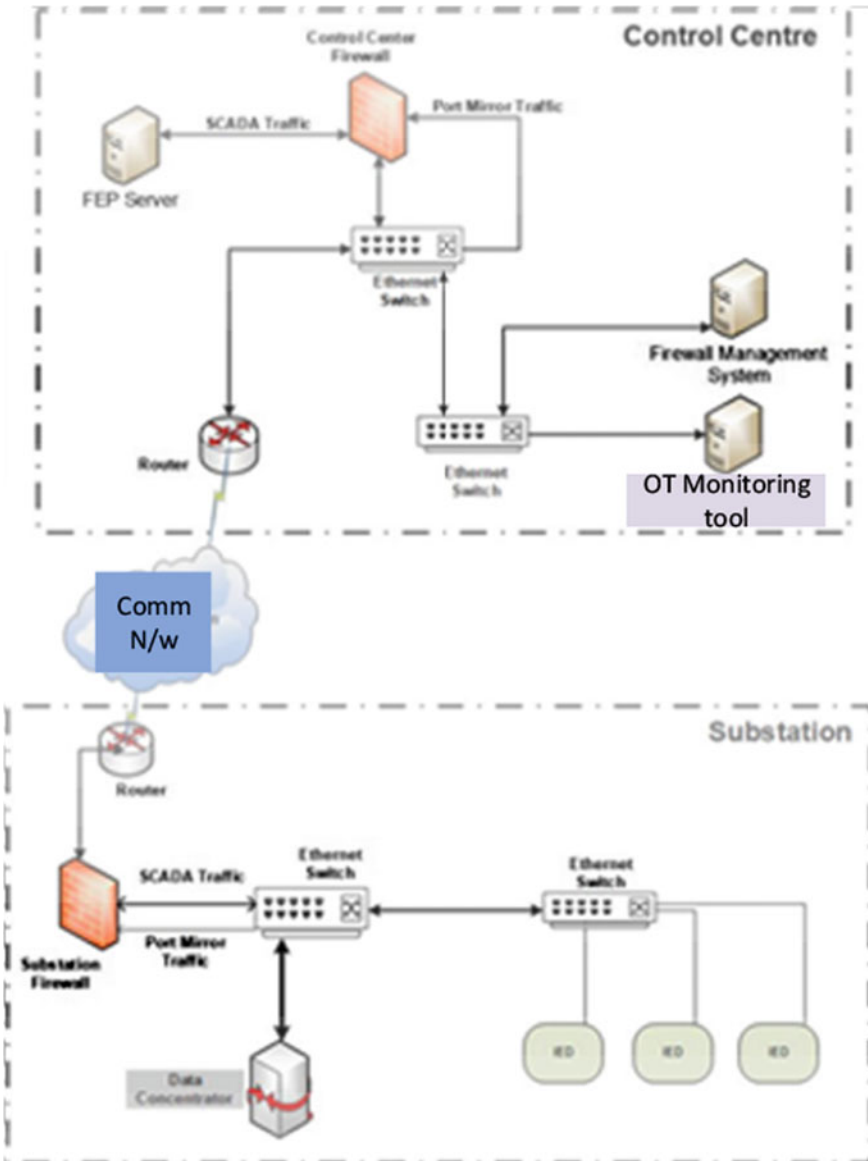 Control Centre
Control Center
Firewall
Port Mirror Traffic
SCADA Traffic
FEP Server
Ethernet
Switch
Firewall Management
System
Router
Ethernet
Switch
OT Monitoring
tool
Comm
N/w
Substation
Router
Ethernet
Switch
SCADA Traffic
Ethernet
Switch
Port Mirror
Traffic
Substation
Firewall
IED
IED
IED
Data
Concentrator